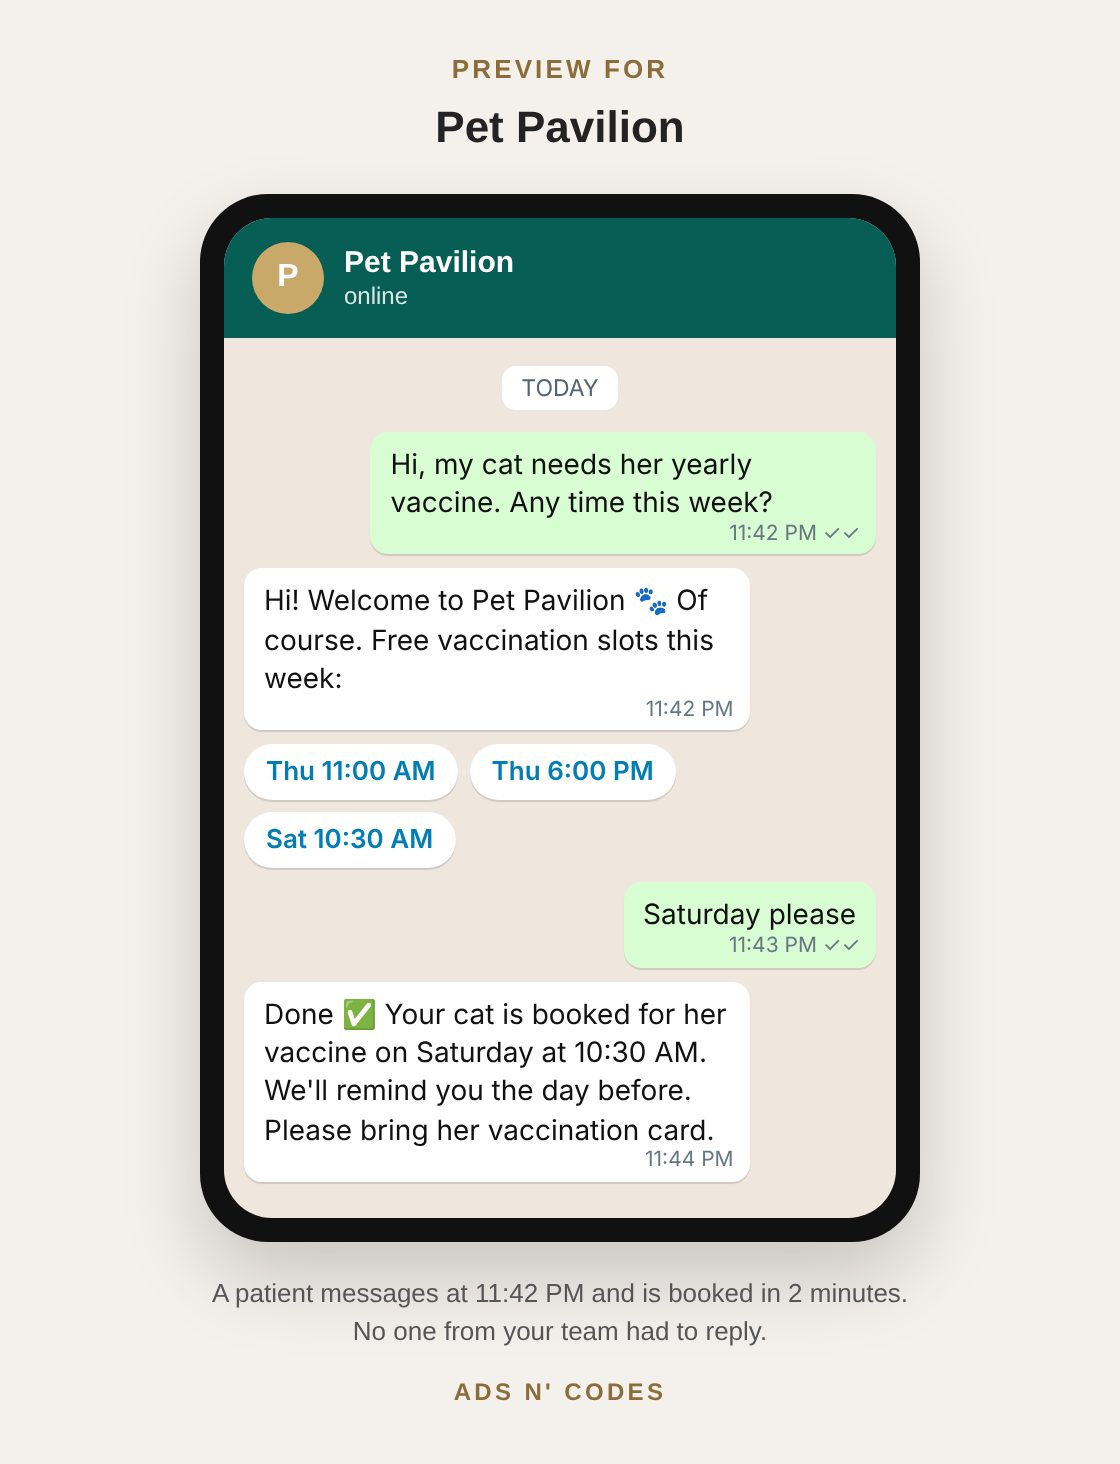 PREVIEW FOR
Pet Pavilion
P
Pet Pavilion
online
TODAY
Hi, my cat needs her yearly
vaccine. Any time this week?
11:42 PM ✓✓
Hi! Welcome to Pet Pavilion 🐾 Of
course. Free vaccination slots this
week:
11:42 PM
Thu 11:00 AM
Thu 6:00 PM
Sat 10:30 AM
Saturday please
11:43 PM ✓✓
Done ✅ Your cat is booked for her
vaccine on Saturday at 10:30 AM.
We'll remind you the day before.
Please bring her vaccination card.
11:44 PM
A patient messages at 11:42 PM and is booked in 2 minutes.
No one from your team had to reply.
ADS N' CODES